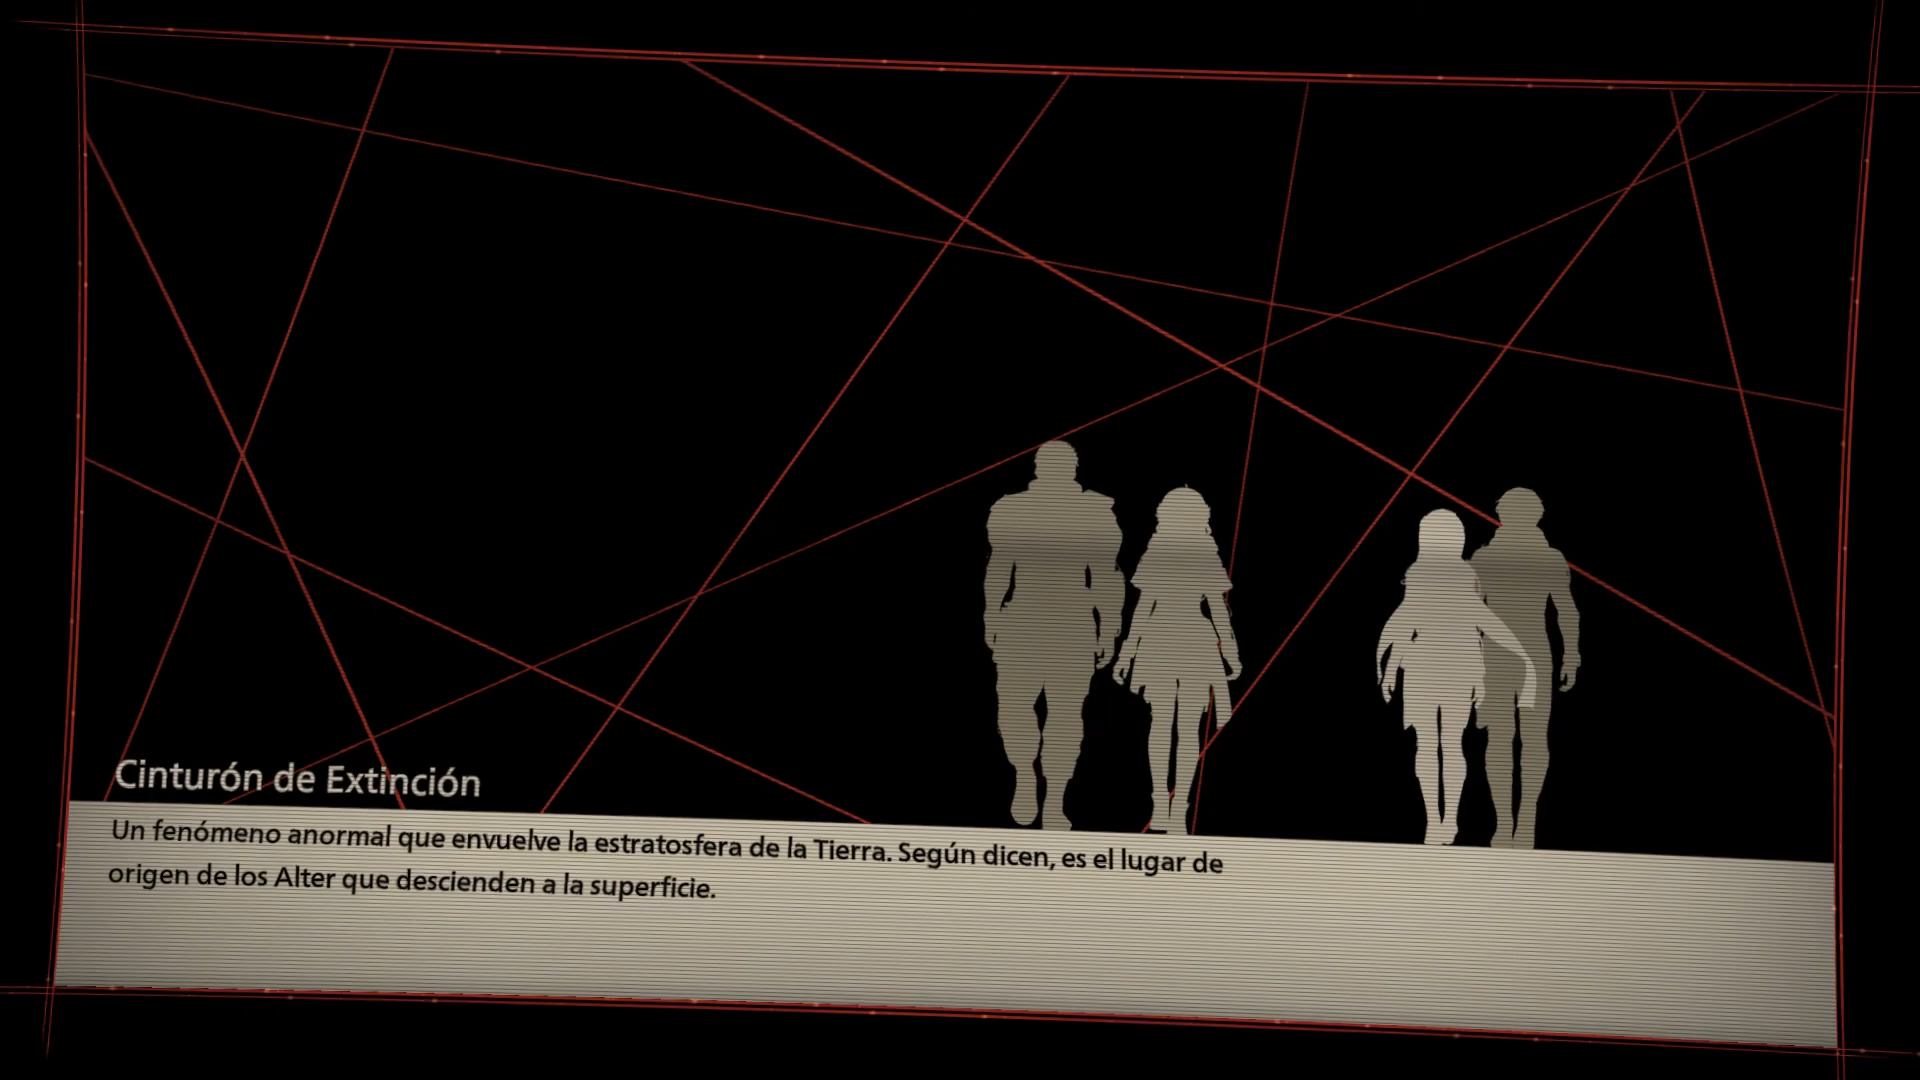 Cinturón de Extinción
Un fenómeno anormal que envuelve la estratosfera de la Tierra. Según dicen, es el lugar de
origen de los Alter que descienden a la superficie.